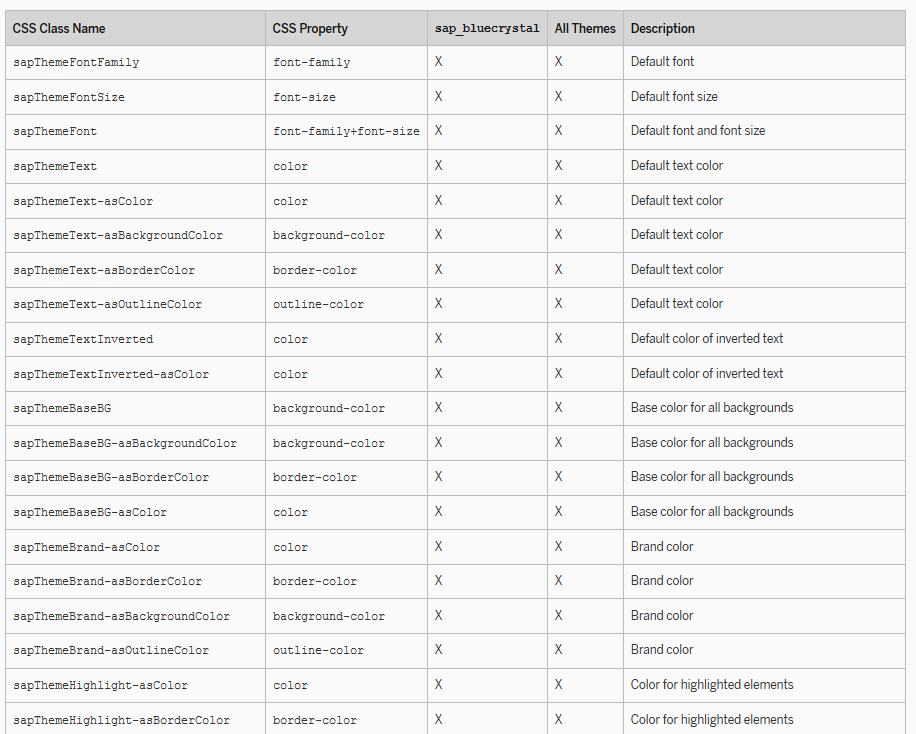 CSS Class Name CSS Property sap_bluecrystal All Themes Description
sapThemeFontFamily font-family X X Default font
sapThemeFontSize font-size X X Default font size
sapThemeFont font-family+font-size X X Default font and font size
sapThemeText color X X Default text color
sapThemeText-asColor color X X Default text color
sapThemeText-asBackgroundColor background-color X X Default text color
sapThemeText-asBorderColor border-color X X Default text color
sapThemeText-asOutlineColor outline-color X X Default text color
sapThemeTextInverted color X X Default color of inverted text
sapThemeTextInverted-asColor color X X Default color of inverted text
sapThemeBaseBG background-color X X Base color for all backgrounds
sapThemeBaseBG-asBackgroundColor background-color X X Base color for all backgrounds
sapThemeBaseBG-asBorderColor border-color X X Base color for all backgrounds
sapThemeBaseBG-asColor color X X Base color for all backgrounds
sapThemeBrand-asColor color X X Brand color
sapThemeBrand-asBorderColor border-color X X Brand color
sapThemeBrand-asBackgroundColor background-color X X Brand color
sapThemeBrand-asOutlineColor outline-color X X Brand color
sapThemeHighlight-asColor color X X Color for highlighted elements
sapThemeHighlight-asBorderColor border-color X X Color for highlighted elements